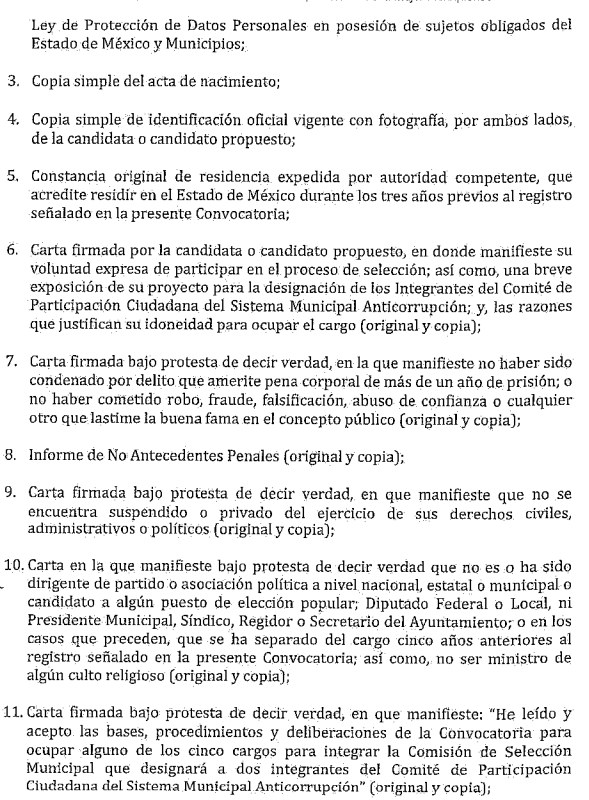 Ley de Protección de Datos Personales en posesión de sujetos obligados del
Estado de México y Municipios;
3. Copia simple del acta de nacimiento;
4. Copia simple de identificación oficial vigente con fotografía, por ambos lados,
de la candidata o candidato propuesto;
5. Constancia original de residencia expedida por autoridad competente, que
acredite residir en el Estado de México durante los tres años previos al registro
señalado en la presente Convocatoria;
6. Carta firmada por la candidata o candidato propuesto, en donde manifieste su
voluntad expresa de participar en el proceso de selección; así como, una breve
exposición de su proyecto para la designación de los Integrantes del Comité de
Participación Ciudadana del Sistema Municipal Anticorrupción; y, las razones
que justifican su idoneidad para ocupar el cargo (original y copia);
7. Carta firmada bajo protesta de decir verdad, en la que manifieste no haber sido
condenado por delito que amerite pena corporal de más de un año de prisión; o
no haber cometido robo, fraude, falsificación, abuso de confianza o cualquier
otro que lastime la buena fama en el concepto público (original y copia);
8. Informe de No Antecedentes Penales (original y copia);
9. Carta firmada bajo protesta de decir verdad, en que manifieste que no se
encuentra suspendido o privado del ejercicio de sus derechos civiles,
administrativos o políticos (original y copia);
10. Carta en la que manifieste bajo protesta de decir verdad que no es o ha sido
dirigente de partido o asociación política a nivel nacional, estatal o municipal o
candidato a algún puesto de elección popular; Diputado Federal o Local, ni
Presidente Municipal, Síndico, Regidor o Secretario del Ayuntamiento; o en los
casos que preceden, que se ha separado del cargo cinco años anteriores al
registro señalado en la presente Convocatoria; así como, no ser ministro de
algún culto religioso (original y copia);
11. Carta firmada bajo protesta de decir verdad, en que manifieste: "He leído y
acepto las bases, procedimientos y deliberaciones de la Convocatoria para
ocupar alguno de los cinco cargos para integrar la Comisión de Selección
Municipal que designará a dos integrantes del Comité de Participación
Ciudadana del Sistema Municipal Anticorrupción" (original y copia);